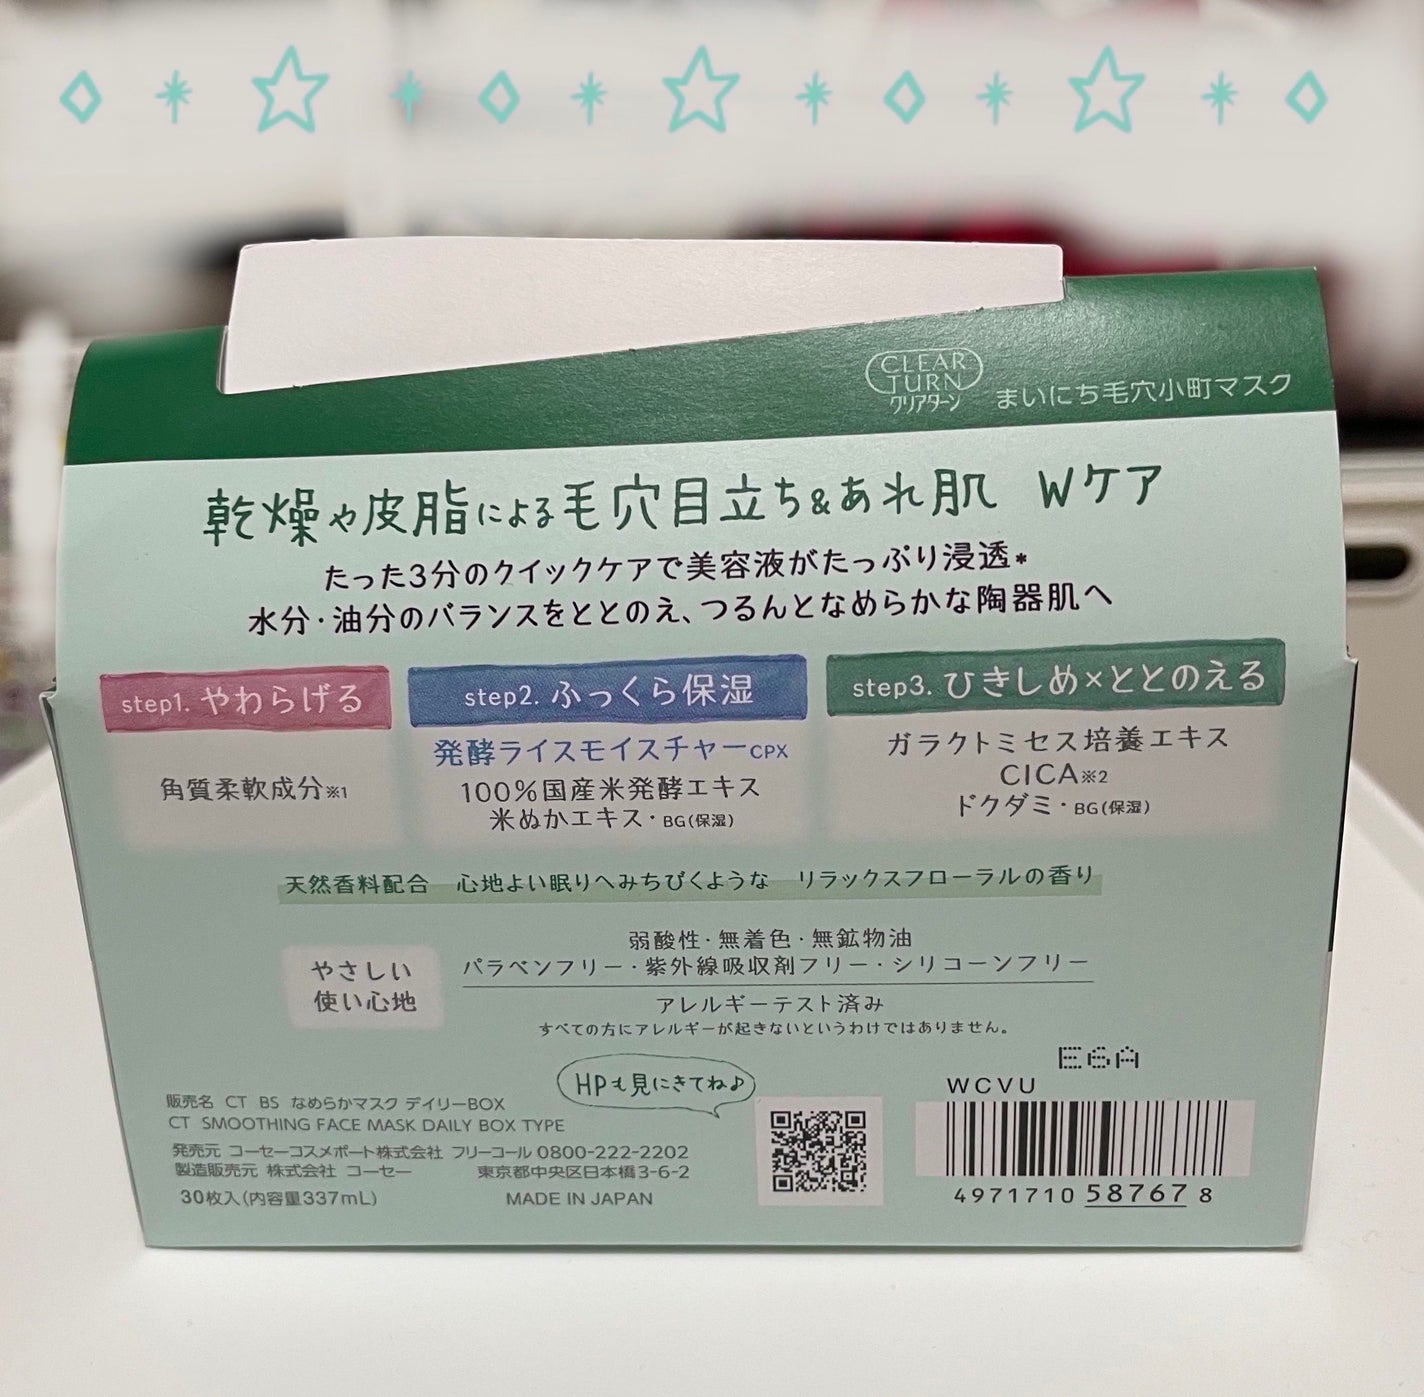 CLEAR
TURN
クリアターン
まいにち毛穴小町マスク
乾燥や皮脂による毛穴目立ち&あれ肌 Wケア
たった3分のクイックケアで美容液がたっぷり浸透*
水分・油分のバランスをととのえ、つるんとなめらかな陶器肌へ
step1. やわらげる
角質柔軟成分※1
step2. ふっくら保湿
発酵ライスモイスチャーCPX
100%国産米発酵エキス
米ぬかエキス・BG(保湿)
step3. ひきしめ×ととのえる
ガラクトミセス培養エキス
CICA※2
ドクダミ・BG(保湿)
天然香料配合 心地よい眠りへみちびくような リラックスフローラルの香り
やさしい
使い心地
弱酸性・無着色・無鉱物油
パラベンフリー・紫外線吸収剤フリー・シリコーンフリー
アレルギーテスト済み
すべての方にアレルギーが起きないというわけではありません。
HPも見にきてね♪
販売名 CT BS なめらかマスク デイリーBOX
CT SMOOTHING FACE MASK DAILY BOX TYPE
発売元 コーセーコスメポート株式会社 フリーコール 0800-222-2202
製造販売元 株式会社 コーセー 東京都中央区日本橋3-6-2
30枚入(内容量337mL) MADE IN JAPAN
E6A
WCVU
4971710 587678